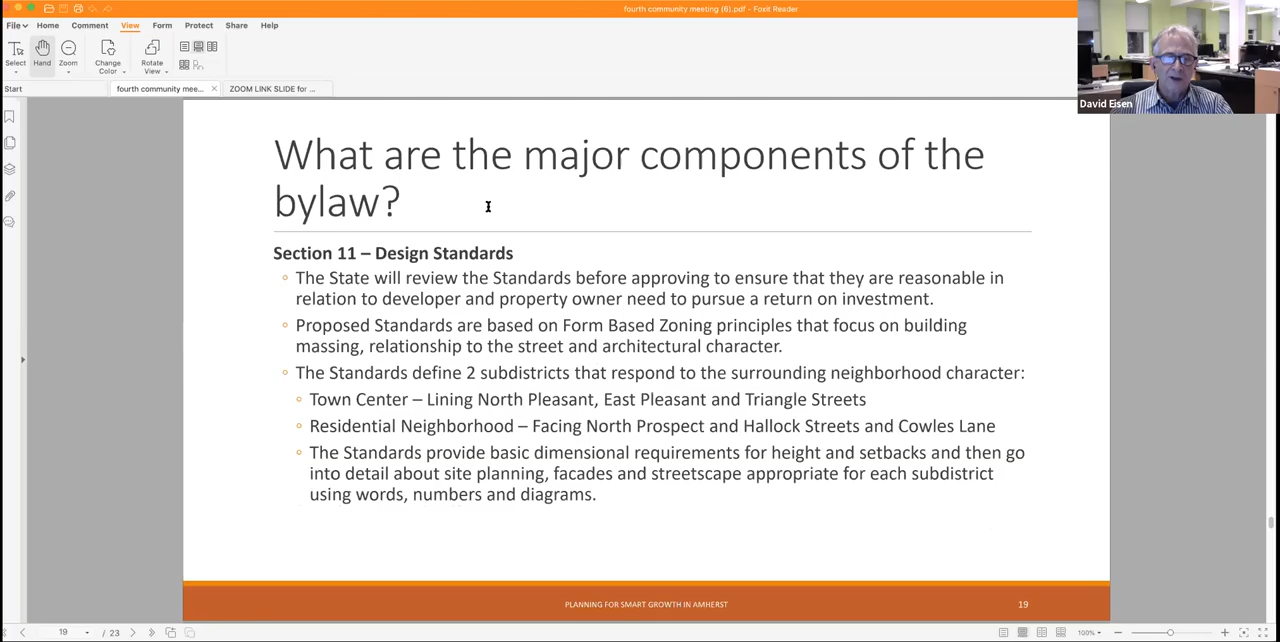 fourth community meeting (6).pdf - Foxit Reader
File Home Comment View Form Protect Share Help
Select Hand Zoom Change Color Rotate View
Start fourth community mee... ZOOM LINK SLIDE for ...
David Eisen
What are the major components of the
bylaw?
Section 11 – Design Standards
The State will review the Standards before approving to ensure that they are reasonable in
relation to developer and property owner need to pursue a return on investment.
Proposed Standards are based on Form Based Zoning principles that focus on building
massing, relationship to the street and architectural character.
The Standards define 2 subdistricts that respond to the surrounding neighborhood character:
Town Center – Lining North Pleasant, East Pleasant and Triangle Streets
Residential Neighborhood – Facing North Prospect and Hallock Streets and Cowles Lane
The Standards provide basic dimensional requirements for height and setbacks and then go
into detail about site planning, facades and streetscape appropriate for each subdistrict
using words, numbers and diagrams.
PLANNING FOR SMART GROWTH IN AMHERST 19
19 / 23 100%